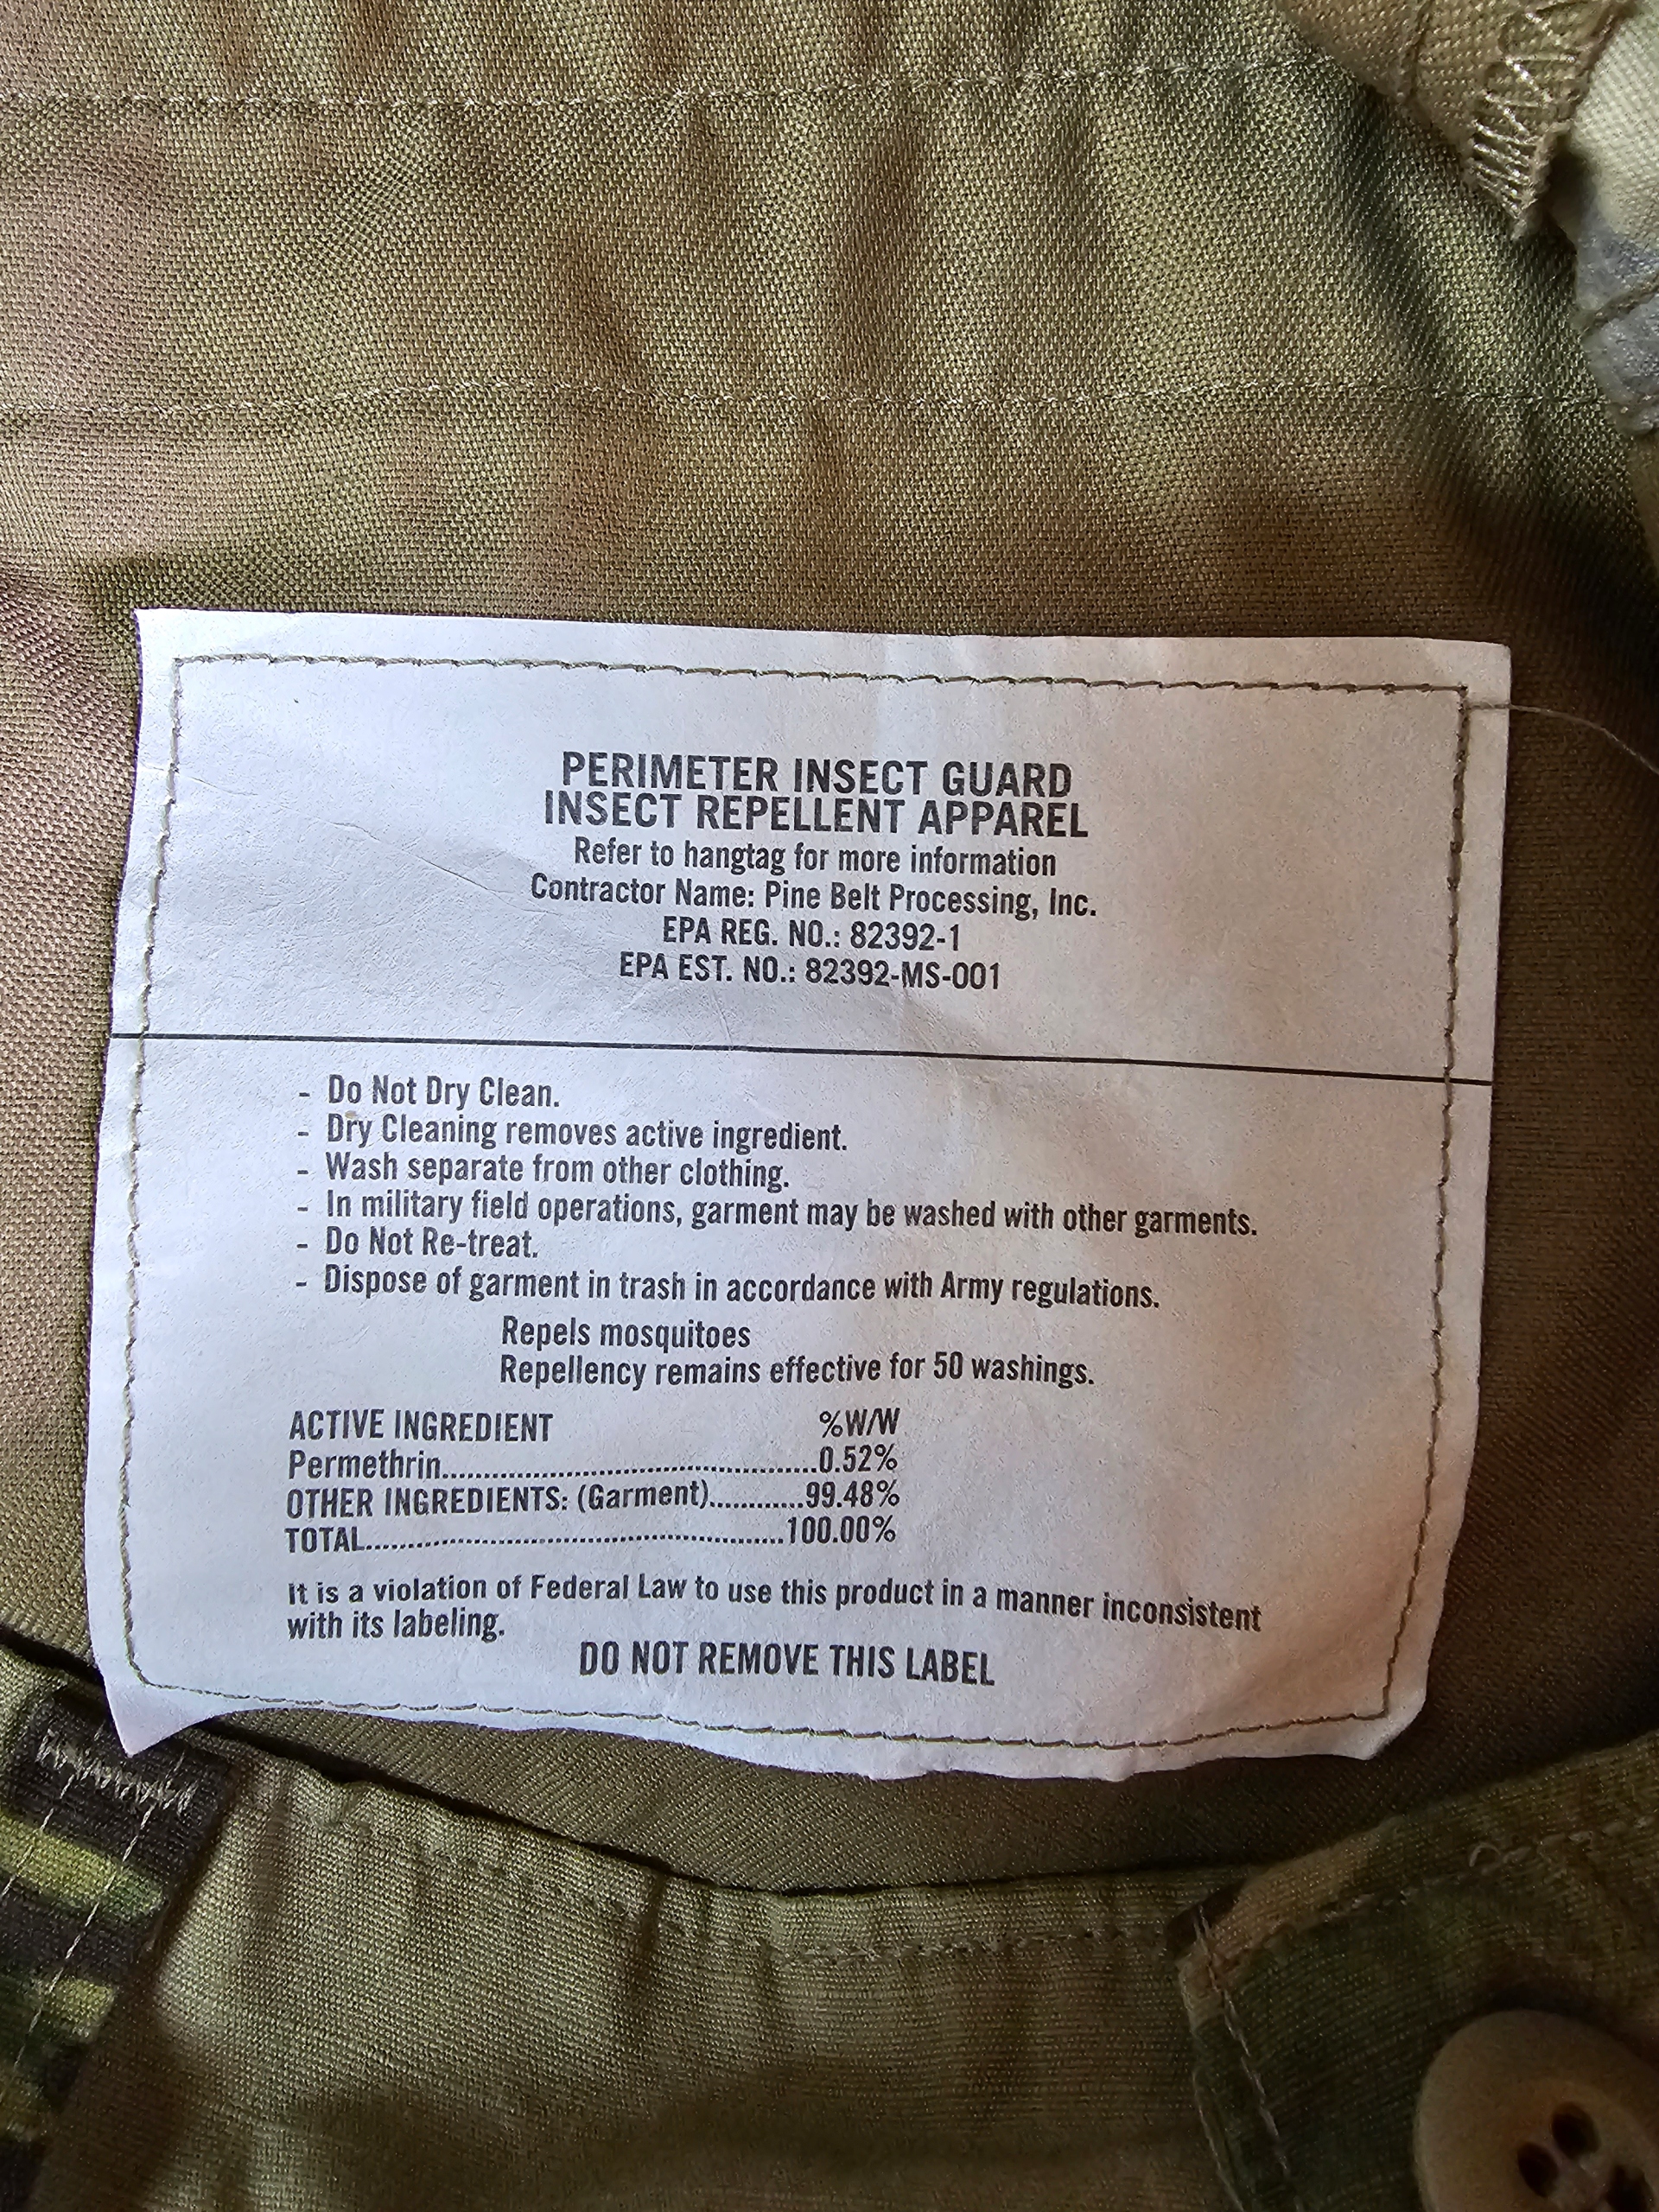 PERIMETER INSECT GUARD
INSECT REPELLENT APPAREL
Refer to hangtag for more information
Contractor Name: Pine Belt Processing, Inc.
EPA REG. NO.: 82392-1
EPA EST. NO.: 82392-MS-001
- Do Not Dry Clean.
- Dry Cleaning removes active ingredient.
- Wash separate from other clothing.
- In military field operations, garment may be washed with other garments.
- Do Not Re-treat.
- Dispose of garment in trash in accordance with Army regulations.
Repels mosquitoes
Repellency remains effective for 50 washings.
ACTIVE INGREDIENT %W/W
Permethrin..................................................0.52%
OTHER INGREDIENTS: (Garment)............99.48%
TOTAL........................................................100.00%
It is a violation of Federal Law to use this product in a manner inconsistent
with its labeling.
DO NOT REMOVE THIS LABEL